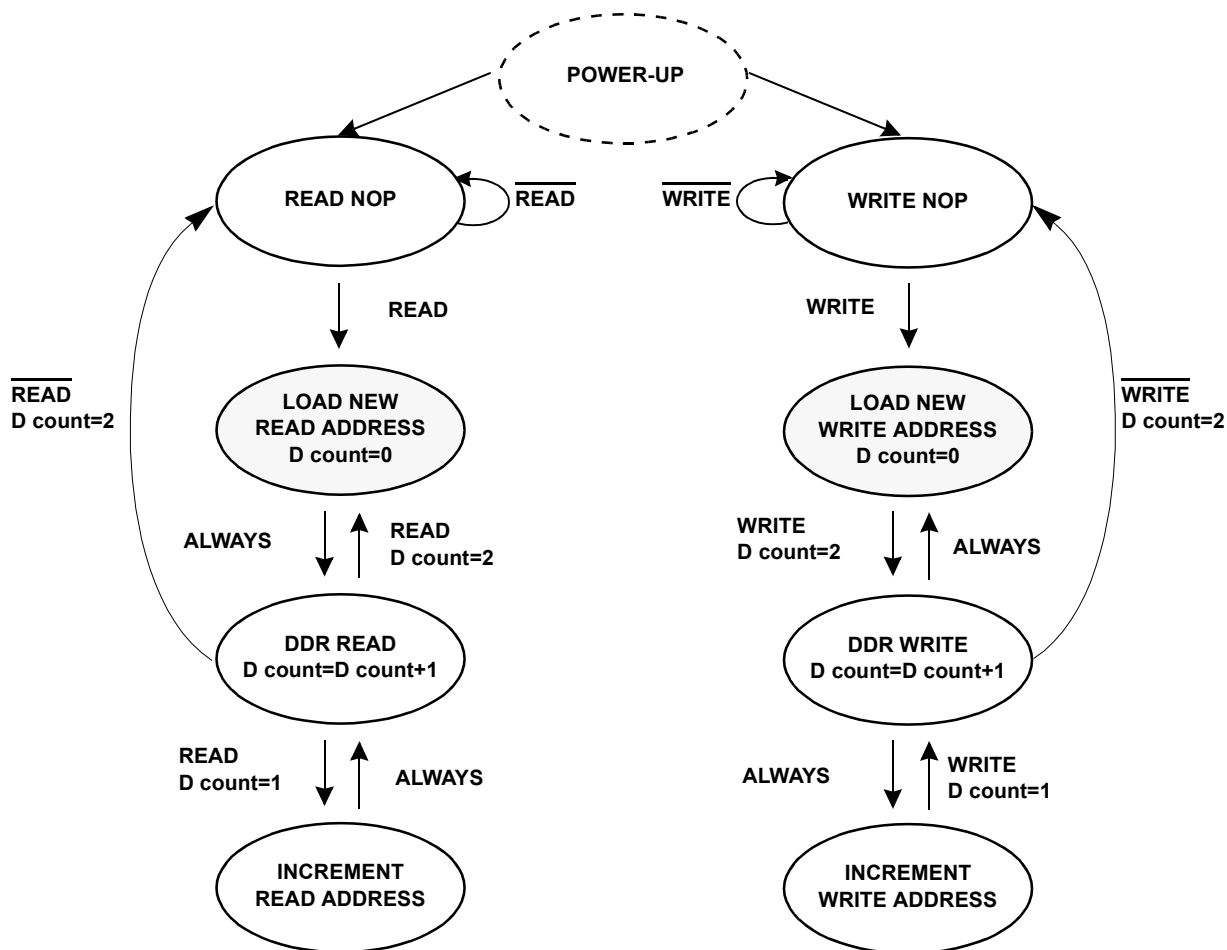 POWER-UP
READ NOP
READ
WRITE
WRITE NOP
READ
WRITE
READ
D count=2
LOAD NEW
READ ADDRESS
D count=0
LOAD NEW
WRITE ADDRESS
D count=0
WRITE
D count=2
ALWAYS
READ
D count=2
WRITE
D count=2
ALWAYS
DDR READ
D count=D count+1
DDR WRITE
D count=D count+1
READ
D count=1
ALWAYS
ALWAYS
WRITE
D count=1
INCREMENT
READ ADDRESS
INCREMENT
WRITE ADDRESS